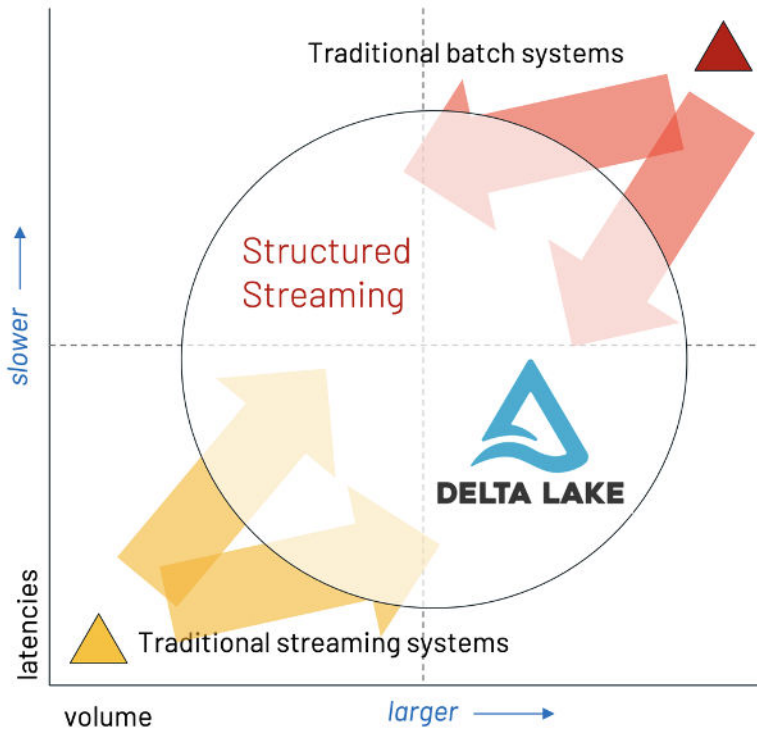 Traditional batch systems
Structured
Streaming
slower
DELTA LAKE
latencies
Traditional streaming systems
volume
larger